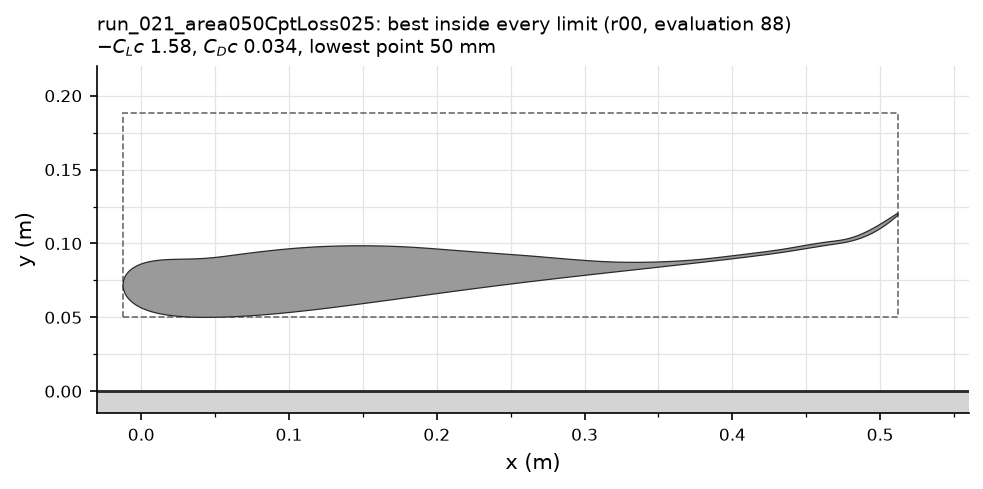 run_021_area050CptLoss025: best inside every limit (r00, evaluation 88)
−C_Lc 1.58, C_Dc 0.034, lowest point 50 mm
0.20
0.15
0.10
0.05
0.00
y (m)
0.0 0.1 0.2 0.3 0.4 0.5
x (m)